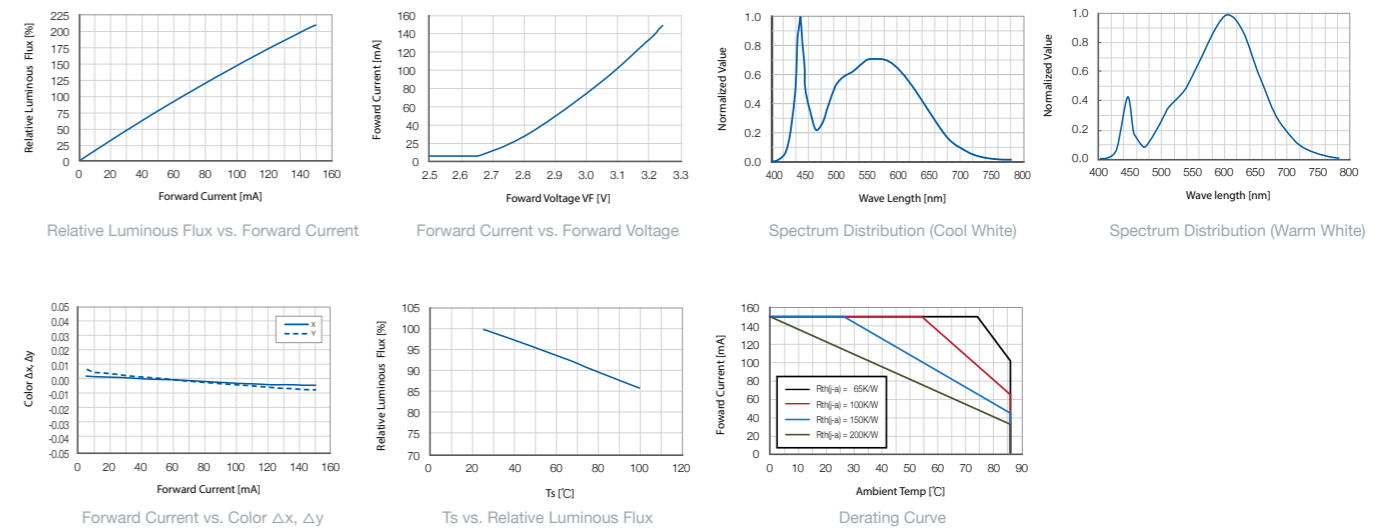 Relative Luminous Flux [%]
225
200
175
150
125
100
75
50
25
0
0 20 40 60 80 100 120 140 160
Forward Current [mA]
Relative Luminous Flux vs. Forward Current
Foward Current [mA]
160
140
120
100
80
60
40
25
0
2.5 2.6 2.7 2.8 2.9 3.0 3.1 3.2 3.3
Foward Voltage VF [V]
Forward Current vs. Forward Voltage
Normalized Value
1.0
0.8
0.6
0.4
0.2
0.0
400 450 500 550 600 650 700 750 800
Wave Length [nm]
Spectrum Distribution (Cool White)
Normalized Value
1.0
0.8
0.6
0.4
0.2
0.0
400 450 500 550 600 650 700 750 800
Wave length [nm]
Spectrum Distribution (Warm White)
Color Δx, Δy
0.05
0.04
0.03
0.02
0.01
0.00
-0.01
-0.02
-0.03
-0.04
-0.05
X
Y
0 20 40 60 80 100 120 140 160
Forward Current [mA]
Forward Current vs. Color △x, △y
Relative Luminous Flux [%]
105
100
95
90
85
80
75
70
0 20 40 60 80 100 120
Ts [℃]
Ts vs. Relative Luminous Flux
Foward Current [mA]
160
140
120
100
80
60
40
20
0
Rth(j-a) = 65K/W
Rth(j-a) = 100K/W
Rth(j-a) = 150K/W
Rth(j-a) = 200K/W
0 10 20 30 40 50 60 70 80 90
Ambient Temp [℃]
Derating Curve